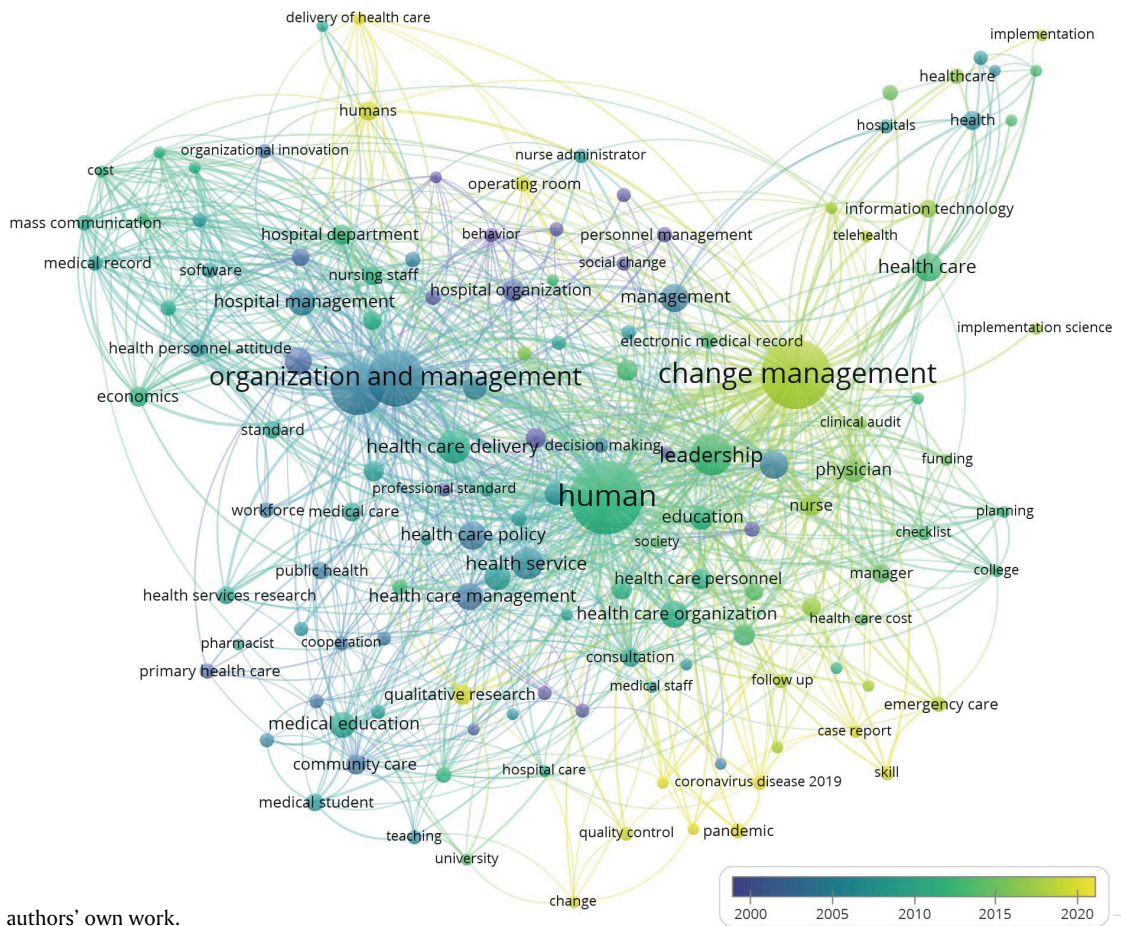 delivery of health care
implementation
healthcare
humans
hospitals
health
organizational innovation
nurse administrator
cost
operating room
information technology
mass communication
hospital department
behavior
personnel management
telehealth
medical record
software
nursing staff
social change
health care
hospital organization
hospital management
management
implementation science
electronic medical record
health personnel attitude
organization and management
change management
economics
clinical audit
standard
health care delivery
decision making
leadership
funding
physician
professional standard
human
nurse
workforce
medical care
education
planning
health care policy
society
checklist
health service
public health
health care personnel
manager
college
health services research
health care management
health care organization
health care cost
pharmacist
cooperation
consultation
primary health care
medical staff
follow up
qualitative research
emergency care
medical education
case report
community care
hospital care
coronavirus disease 2019
skill
medical student
teaching
quality control
pandemic
university
change
2000 2005 2010 2015 2020
authors’ own work.